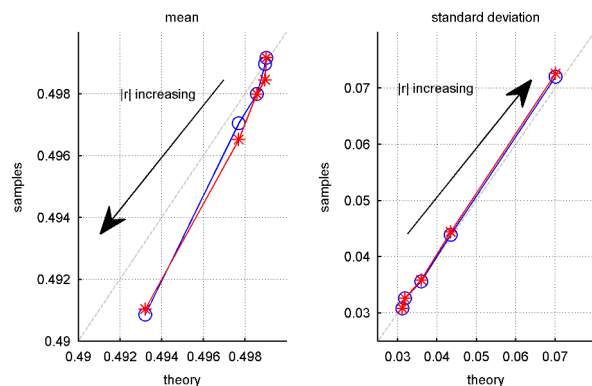 mean
standard deviation
|r| increasing
|r| increasing
samples
samples
0.498
0.496
0.494
0.492
0.49
0.07
0.06
0.05
0.04
0.03
0.49 0.492 0.494 0.496 0.498
0.03 0.04 0.05 0.06 0.07
theory
theory